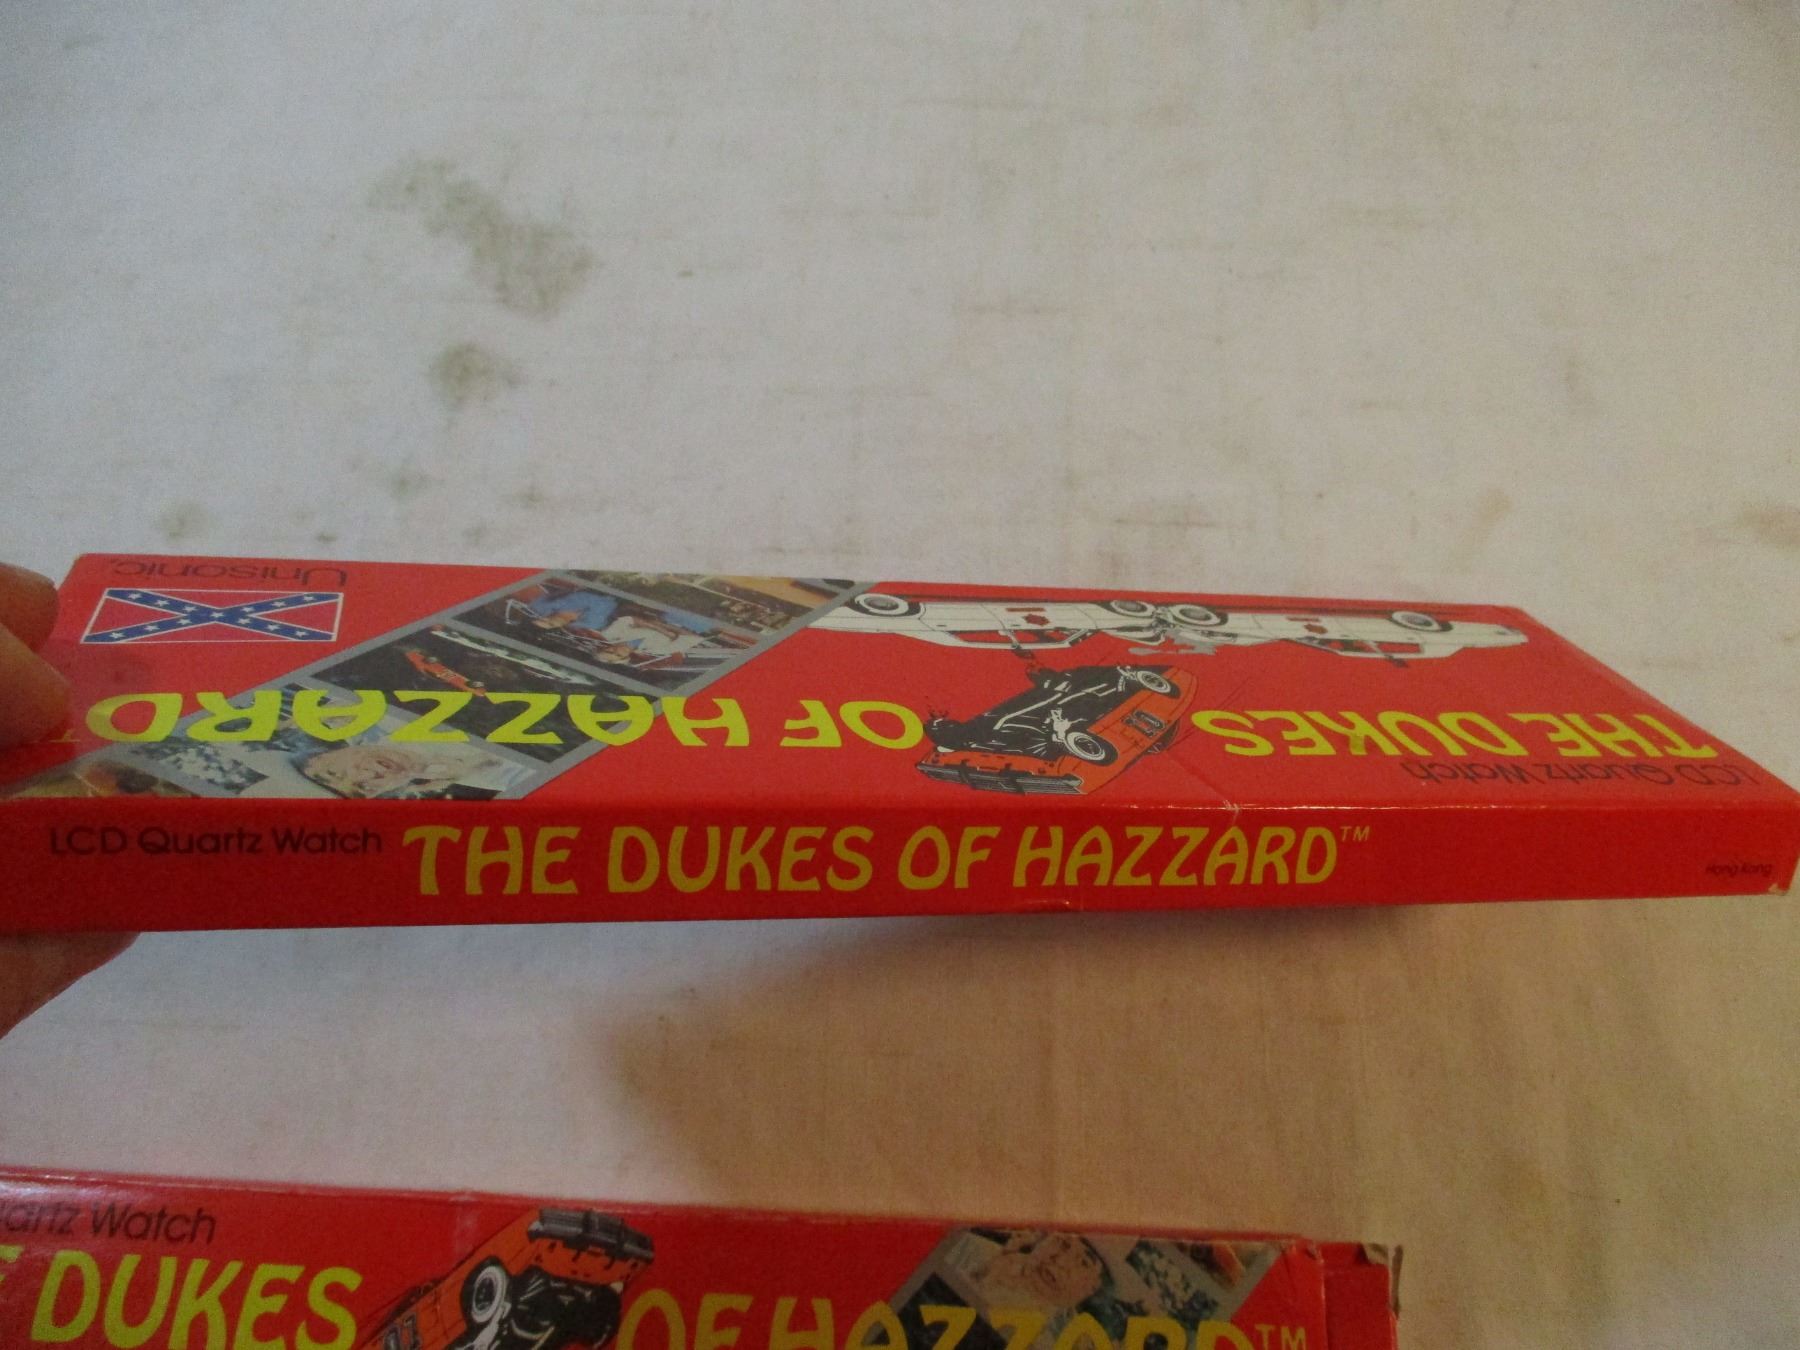 Unisonic.
THE DUKES OF HAZZARD
LCD Quartz Watch
LCD Quartz Watch THE DUKES OF HAZZARD™ Hong Kong
Watch
DUKES OF HAZZARD™